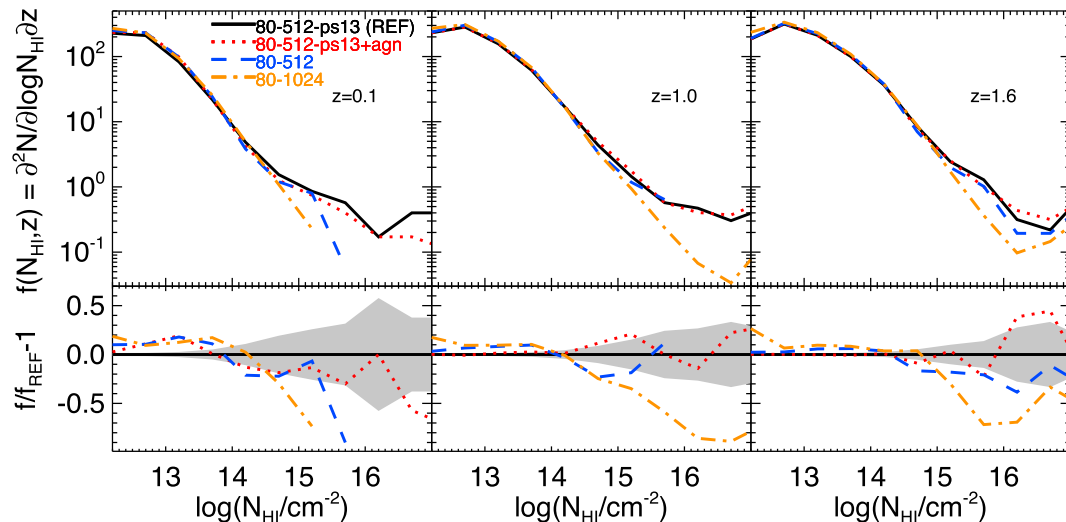 80-512-ps13 (REF)
80-512-ps13+agn
80-512
80-1024
z=0.1
z=1.0
z=1.6
f(N_HI,z) = ∂²N/∂logN_HI∂z
10²
10¹
10⁰
10⁻¹
f/f_REF-1
0.5
0.0
-0.5
13 14 15 16
13 14 15 16
13 14 15 16
log(N_HI/cm⁻²)
log(N_HI/cm⁻²)
log(N_HI/cm⁻²)